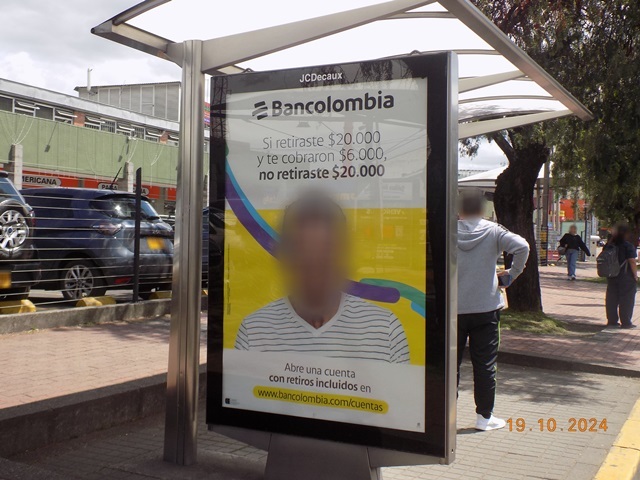 JCDecaux
Bancolombia
Si retiraste $20.000
y te cobraron $6.000,
no retiraste $20.000
Abre una cuenta
con retiros incluidos en
www.bancolombia.com/cuentas
19.10.2024